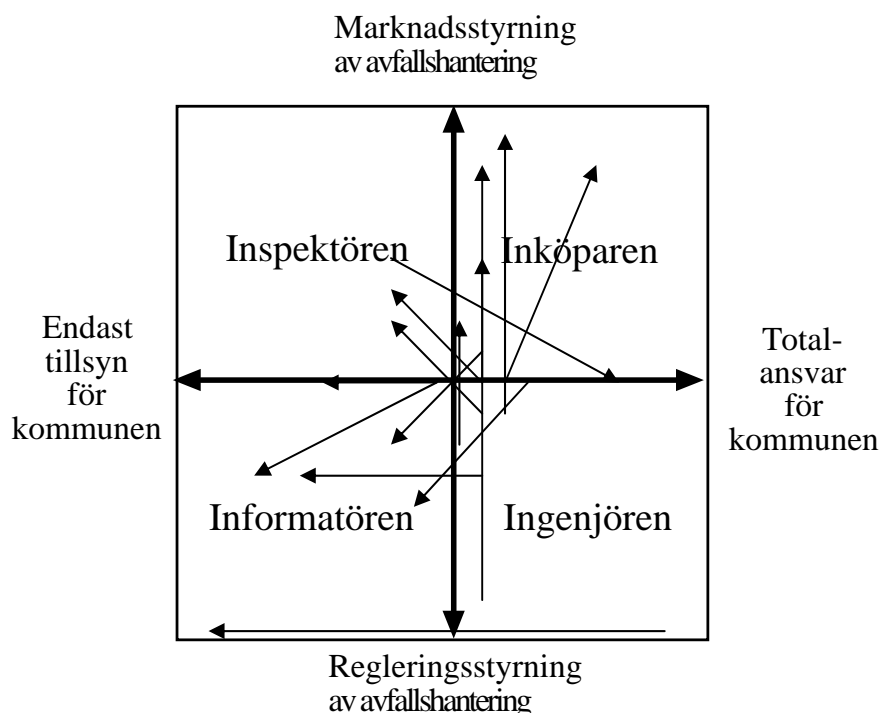 Marknadsstyrning
av avfallshantering
Inspektören
Inköparen
Endast
tillsyn
för
kommunen
Total-
ansvar
för
kommunen
Informatören
Ingenjören
Regleringsstyrning
av avfallshantering